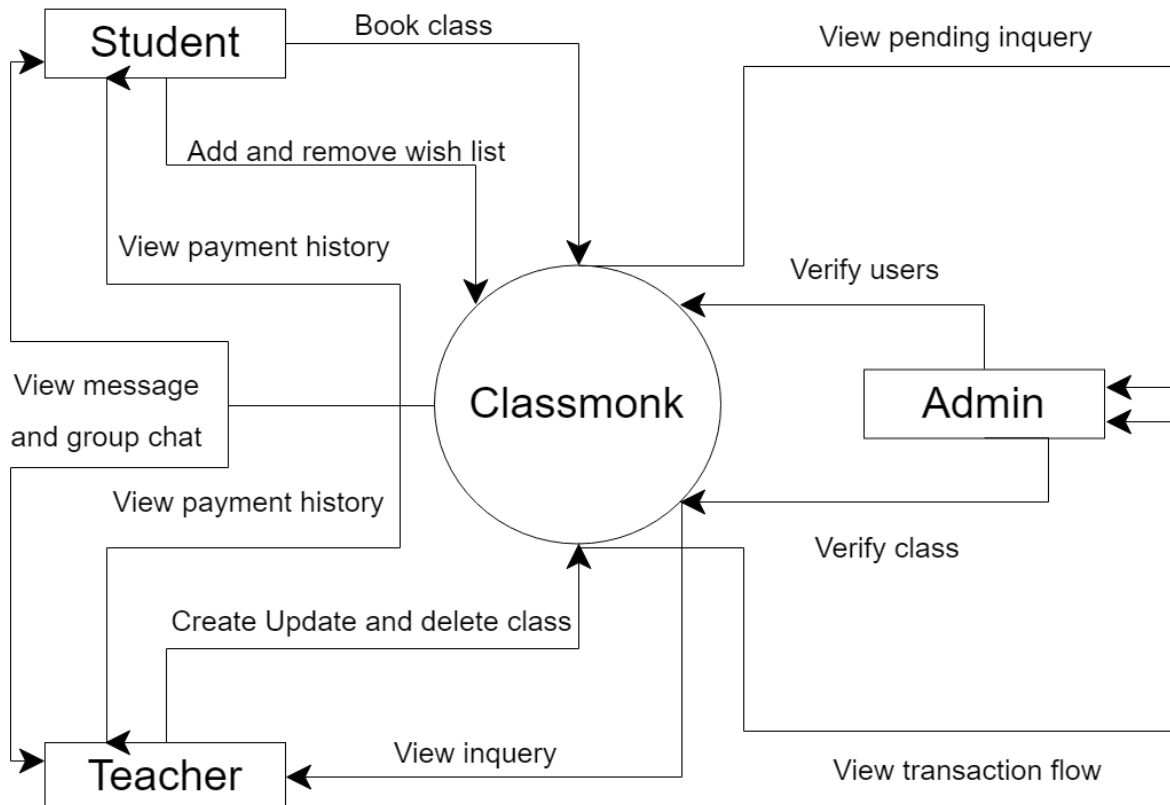 Student
Book class
View pending inquery
Add and remove wish list
View payment history
Verify users
View message
and group chat
Classmonk
Admin
View payment history
Verify class
Create Update and delete class
View inquery
Teacher
View transaction flow